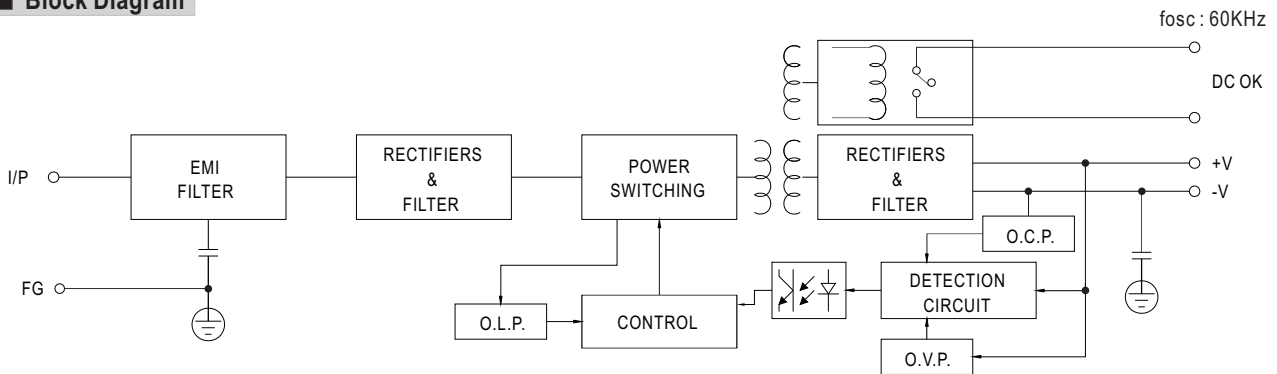 ■ Block Diagram
fosc : 60KHz
DC OK
I/P
EMI
FILTER
RECTIFIERS
&
FILTER
POWER
SWITCHING
RECTIFIERS
&
FILTER
+V
-V
O.C.P.
FG
O.L.P.
CONTROL
DETECTION
CIRCUIT
O.V.P.